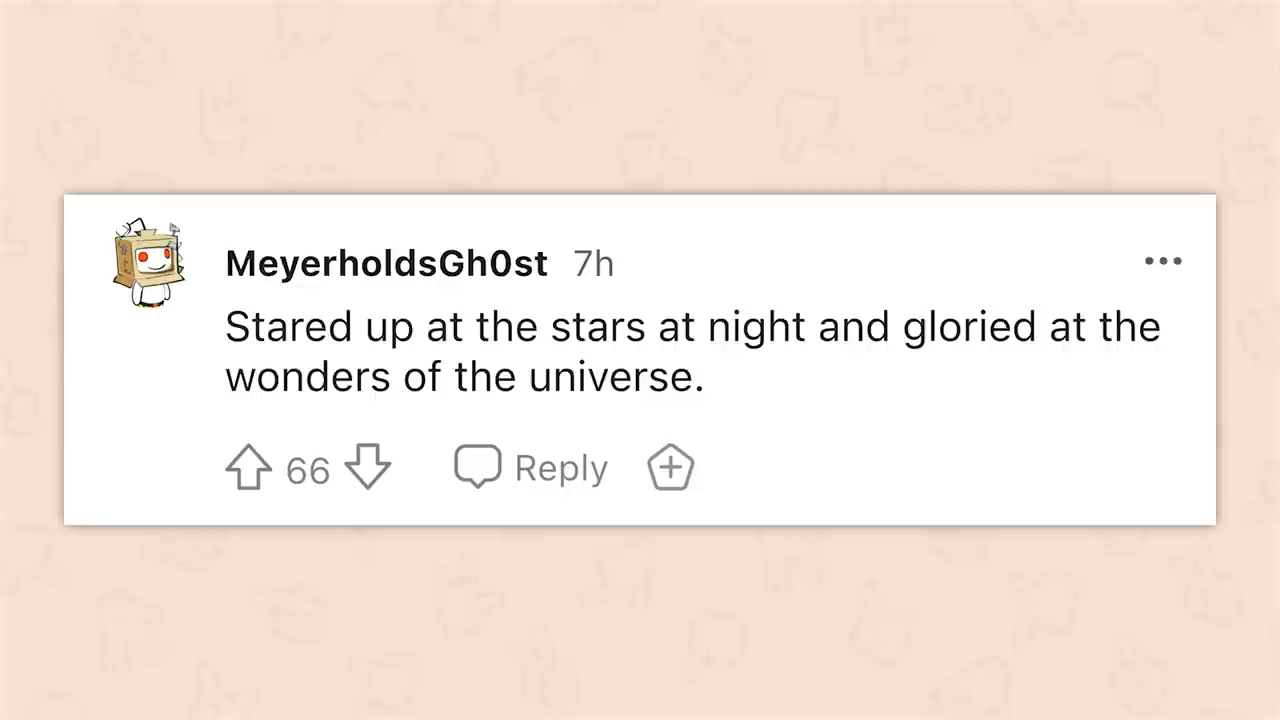 MeyerholdsGh0st 7h
Stared up at the stars at night and gloried at the
wonders of the universe.
66 Reply